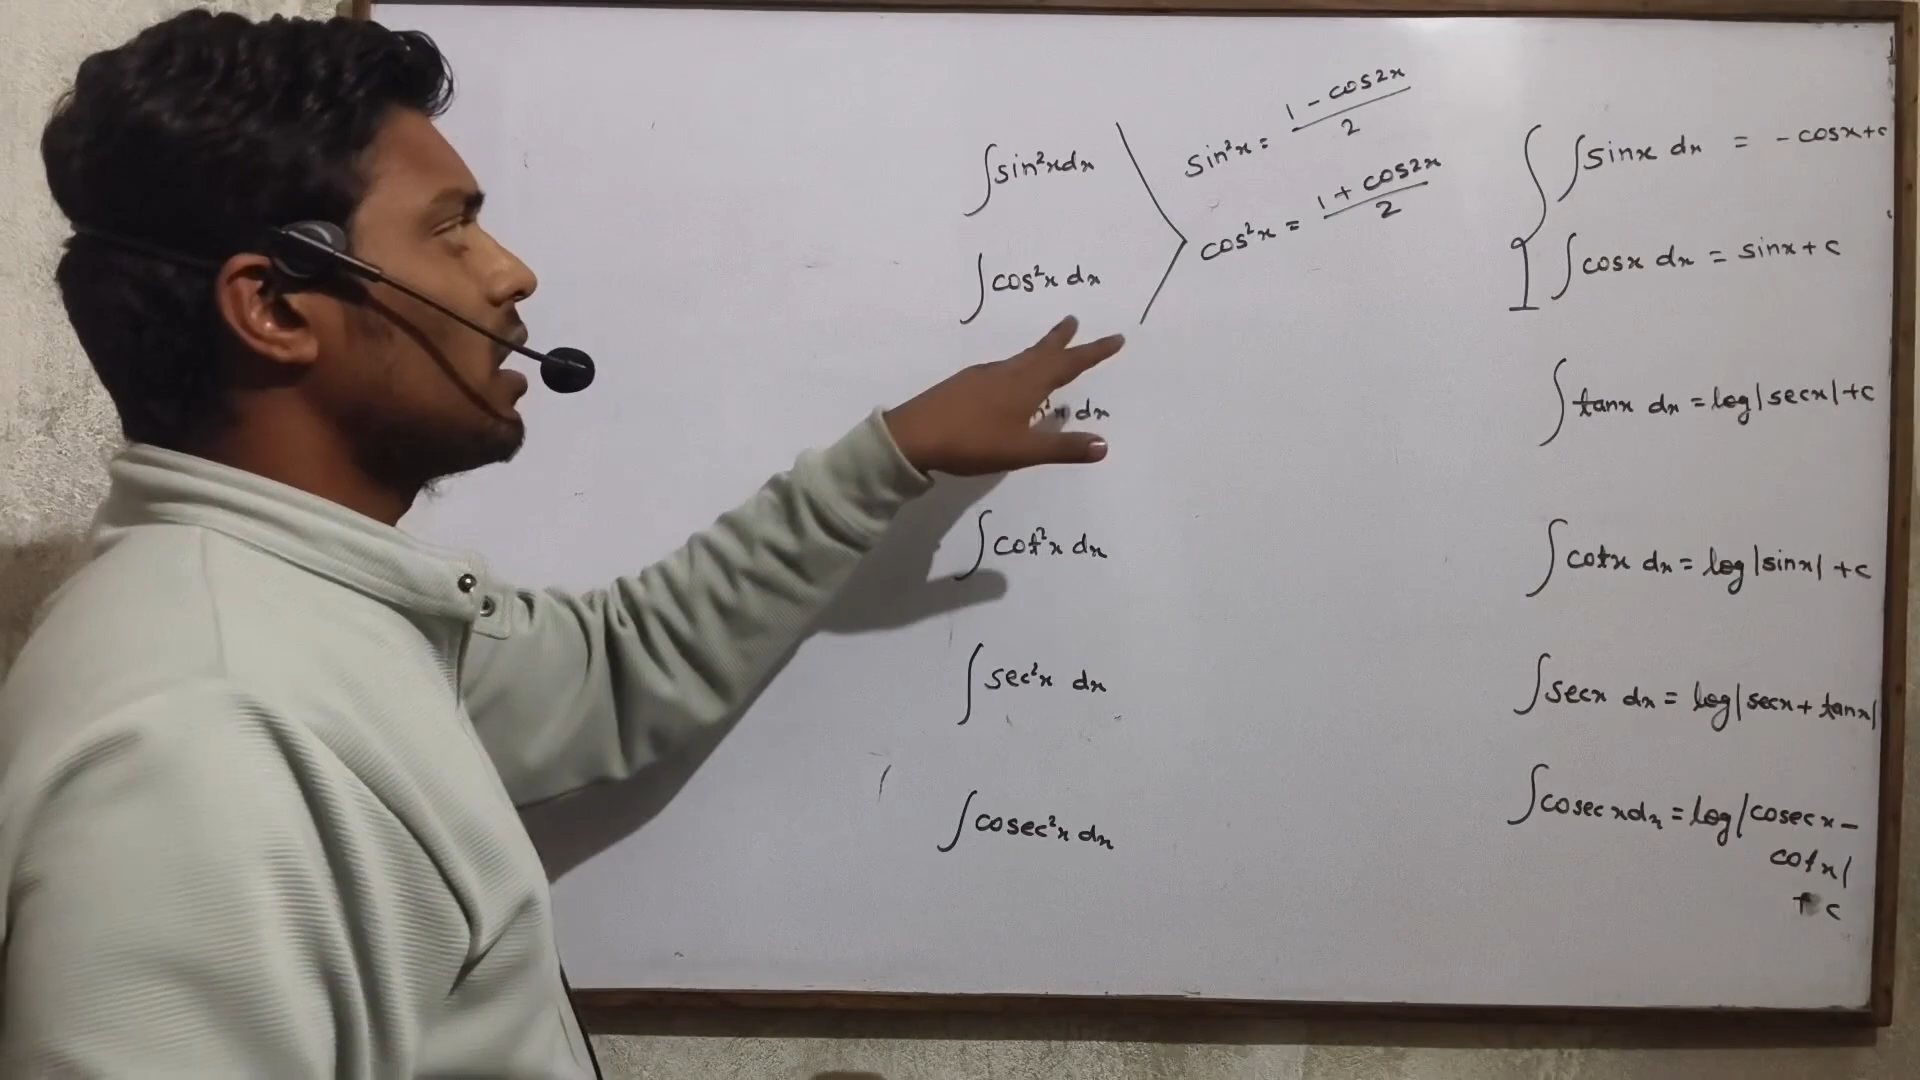 ∫sin²xdx
∫cos²x dx
dx
∫cot²x dx
∫sec²x dx
∫cosec²x dx
sin²x = (1 - cos2x)/2
cos²x = (1 + cos2x)/2
∫sinx dx = - cosx+c
∫cosx dx = sinx + c
∫tanx dx = log|secx|+c
∫cotx dx = log|sinx| +c
∫secx dx = log|secx + tanx|
∫cosec xdx = log|cosec x -
cotx|
+ c